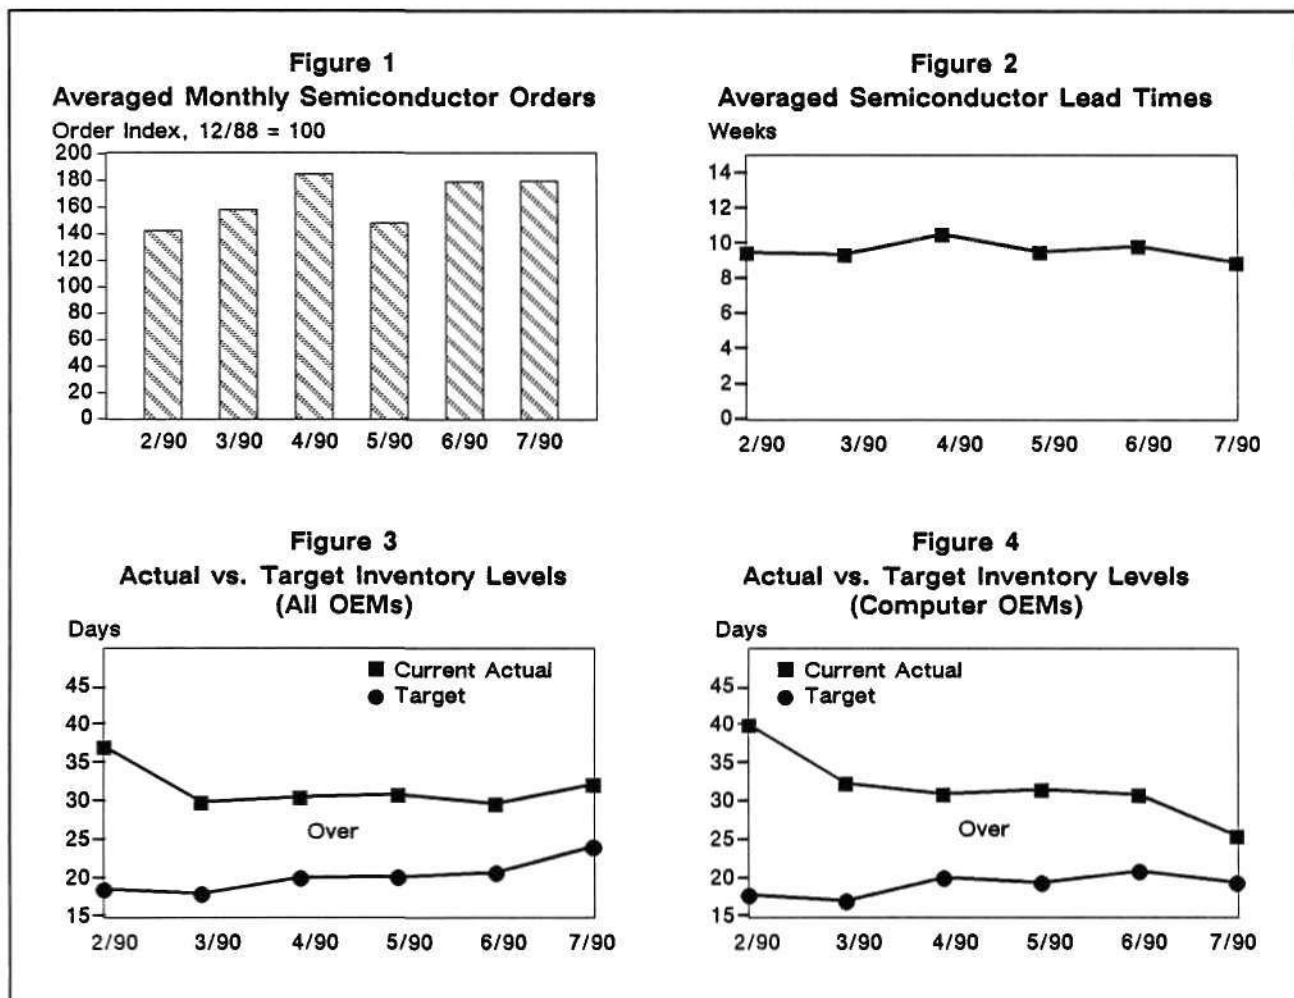 Figure 1
Averaged Monthly Semiconductor Orders
Order Index, 12/88 = 100
200
180
160
140
120
100
80
60
40
20
0
2/90 3/90 4/90 5/90 6/90 7/90
Figure 2
Averaged Semiconductor Lead Times
Weeks
14
12
10
8
6
4
2
0
2/90 3/90 4/90 5/90 6/90 7/90
Figure 3
Actual vs. Target Inventory Levels
(All OEMs)
Days
Current Actual
Target
45
40
35
30
25
20
15
Over
2/90 3/90 4/90 5/90 6/90 7/90
Figure 4
Actual vs. Target Inventory Levels
(Computer OEMs)
Days
Current Actual
Target
45
40
35
30
25
20
15
Over
2/90 3/90 4/90 5/90 6/90 7/90